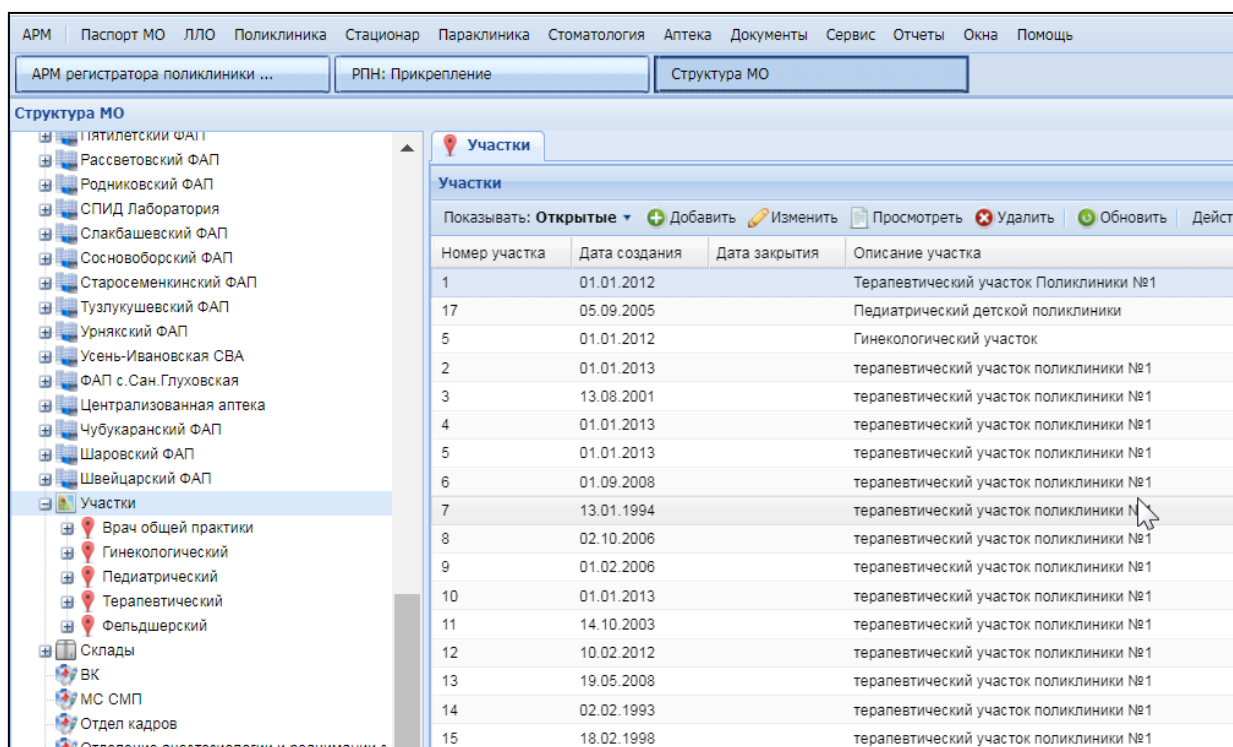 АРМ Паспорт МО ЛЛО Поликлиника Стационар Параклиника Стоматология Аптека Документы Сервис Отчеты Окна Помощь
АРМ регистратора поликлиники ... РПН: Прикрепление Структура МО
Структура МО
Пятилетский ФАП
Рассветовский ФАП
Родниковский ФАП
СПИД Лаборатория
Слакбашевский ФАП
Сосновоборский ФАП
Старосеменкинский ФАП
Тузлукушевский ФАП
Урнякский ФАП
Усень-Ивановская СВА
ФАП с.Сан.Глуховская
Централизованная аптека
Чубукаранский ФАП
Шаровский ФАП
Швейцарский ФАП
Участки
Врач общей практики
Гинекологический
Педиатрический
Терапевтический
Фельдшерский
Склады
ВК
МС СМП
Отдел кадров
Отделение анестезиологии и реанимации
Участки
Участки
Показывать: Открытые Добавить Изменить Просмотреть Удалить Обновить Дейст
Номер участка Дата создания Дата закрытия Описание участка
1 01.01.2012 Терапевтический участок Поликлиники №1
17 05.09.2005 Педиатрический детской поликлиники
5 01.01.2012 Гинекологический участок
2 01.01.2013 терапевтический участок поликлиники №1
3 13.08.2001 терапевтический участок поликлиники №1
4 01.01.2013 терапевтический участок поликлиники №1
5 01.01.2013 терапевтический участок поликлиники №1
6 01.09.2008 терапевтический участок поликлиники №1
7 13.01.1994 терапевтический участок поликлиники №1
8 02.10.2006 терапевтический участок поликлиники №1
9 01.02.2006 терапевтический участок поликлиники №1
10 01.01.2013 терапевтический участок поликлиники №1
11 14.10.2003 терапевтический участок поликлиники №1
12 10.02.2012 терапевтический участок поликлиники №1
13 19.05.2008 терапевтический участок поликлиники №1
14 02.02.1993 терапевтический участок поликлиники №1
15 18.02.1998 терапевтический участок поликлиники №1